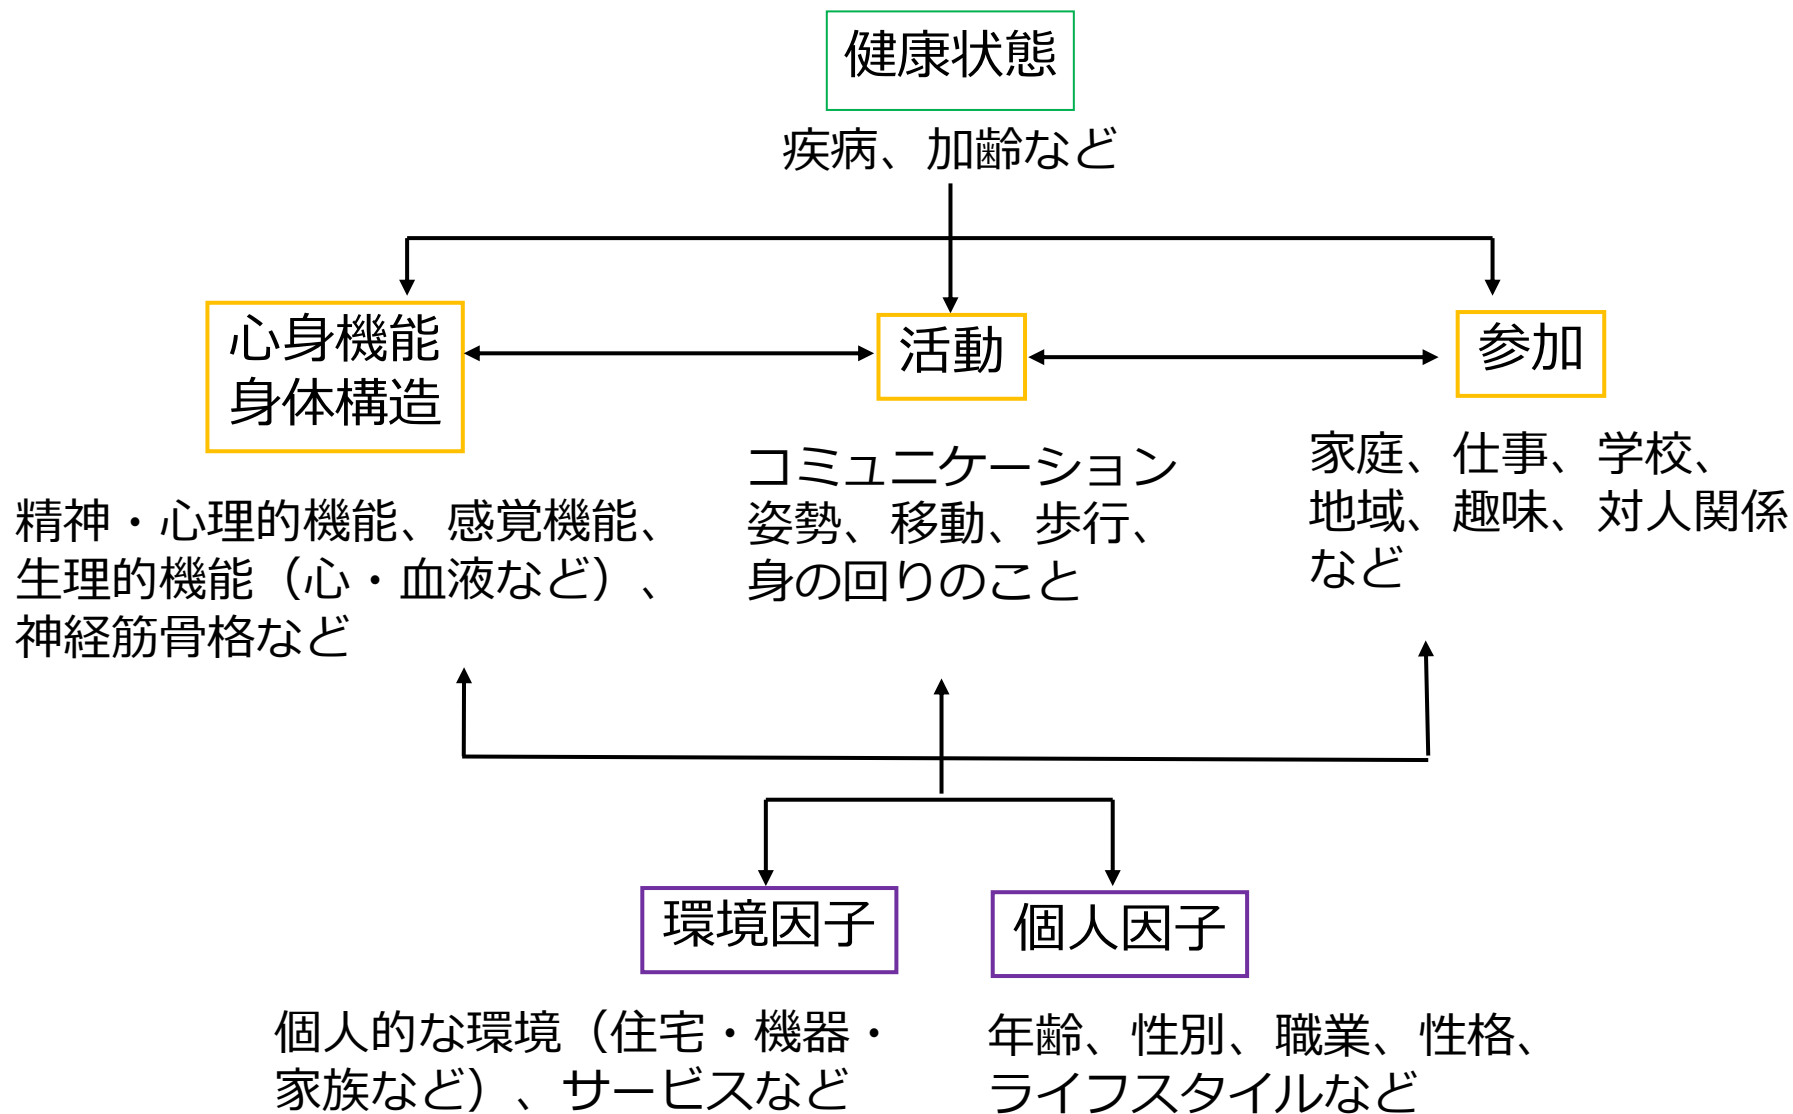 健康状態
疾病、加齢など
心身機能
身体構造
活動
参加
精神・心理的機能、感覚機能、
生理的機能（心・血液など）、
神経筋骨格など
コミュニケーション
姿勢、移動、歩行、
身の回りのこと
家庭、仕事、学校、
地域、趣味、対人関係
など
環境因子
個人因子
個人的な環境（住宅・機器・
家族など）、サービスなど
年齢、性別、職業、性格、
ライフスタイルなど